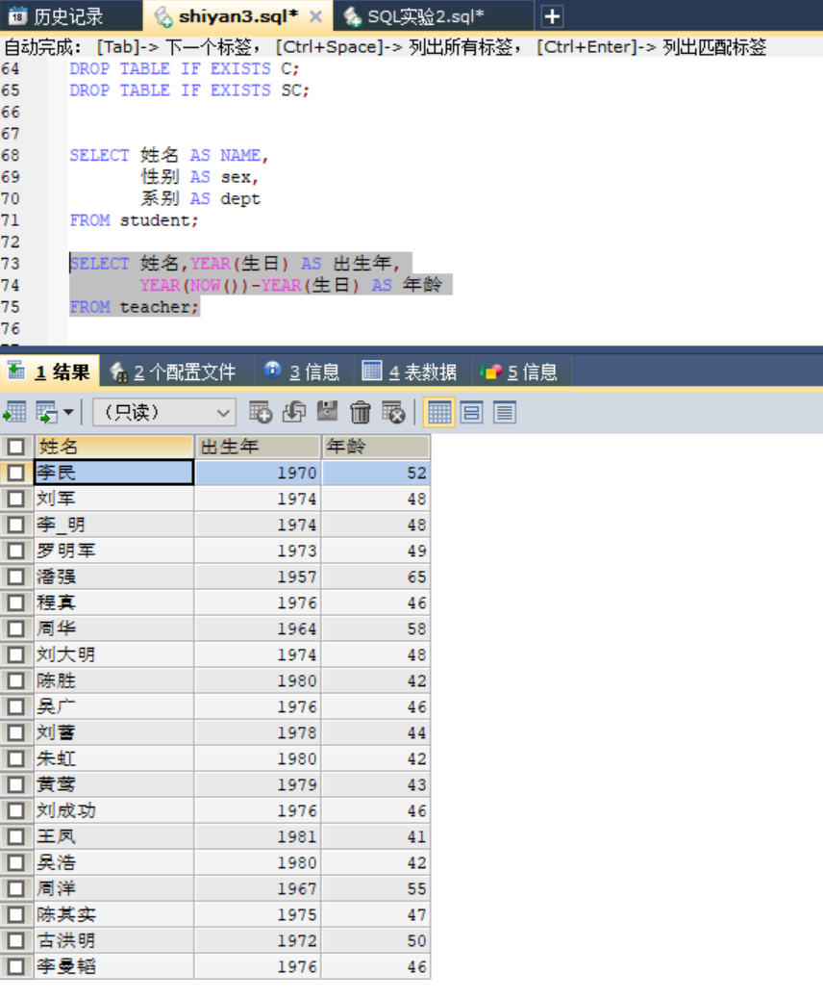 18 历史记录 shiyan3.sql* × SQL实验2.sql* +
自动完成: [Tab]-> 下一个标签, [Ctrl+Space]-> 列出所有标签, [Ctrl+Enter]-> 列出匹配标签
64 DROP TABLE IF EXISTS C;
65 DROP TABLE IF EXISTS SC;
66
67
68 SELECT 姓名 AS NAME,
69 性别 AS sex,
70 系别 AS dept
71 FROM student;
72
73 SELECT 姓名,YEAR(生日) AS 出生年,
74 YEAR(NOW())-YEAR(生日) AS 年龄
75 FROM teacher;
76
1 结果 2 个配置文件 3 信息 4 表数据 5 信息
(只读)
姓名 出生年 年龄
李民 1970 52
刘军 1974 48
李_明 1974 48
罗明军 1973 49
潘强 1957 65
程真 1976 46
周华 1964 58
刘大明 1974 48
陈胜 1980 42
吴广 1976 46
刘蕾 1978 44
朱虹 1980 42
黄莺 1979 43
刘成功 1976 46
王凤 1981 41
吴浩 1980 42
周洋 1967 55
陈其实 1975 47
古洪明 1972 50
李曼韬 1976 46